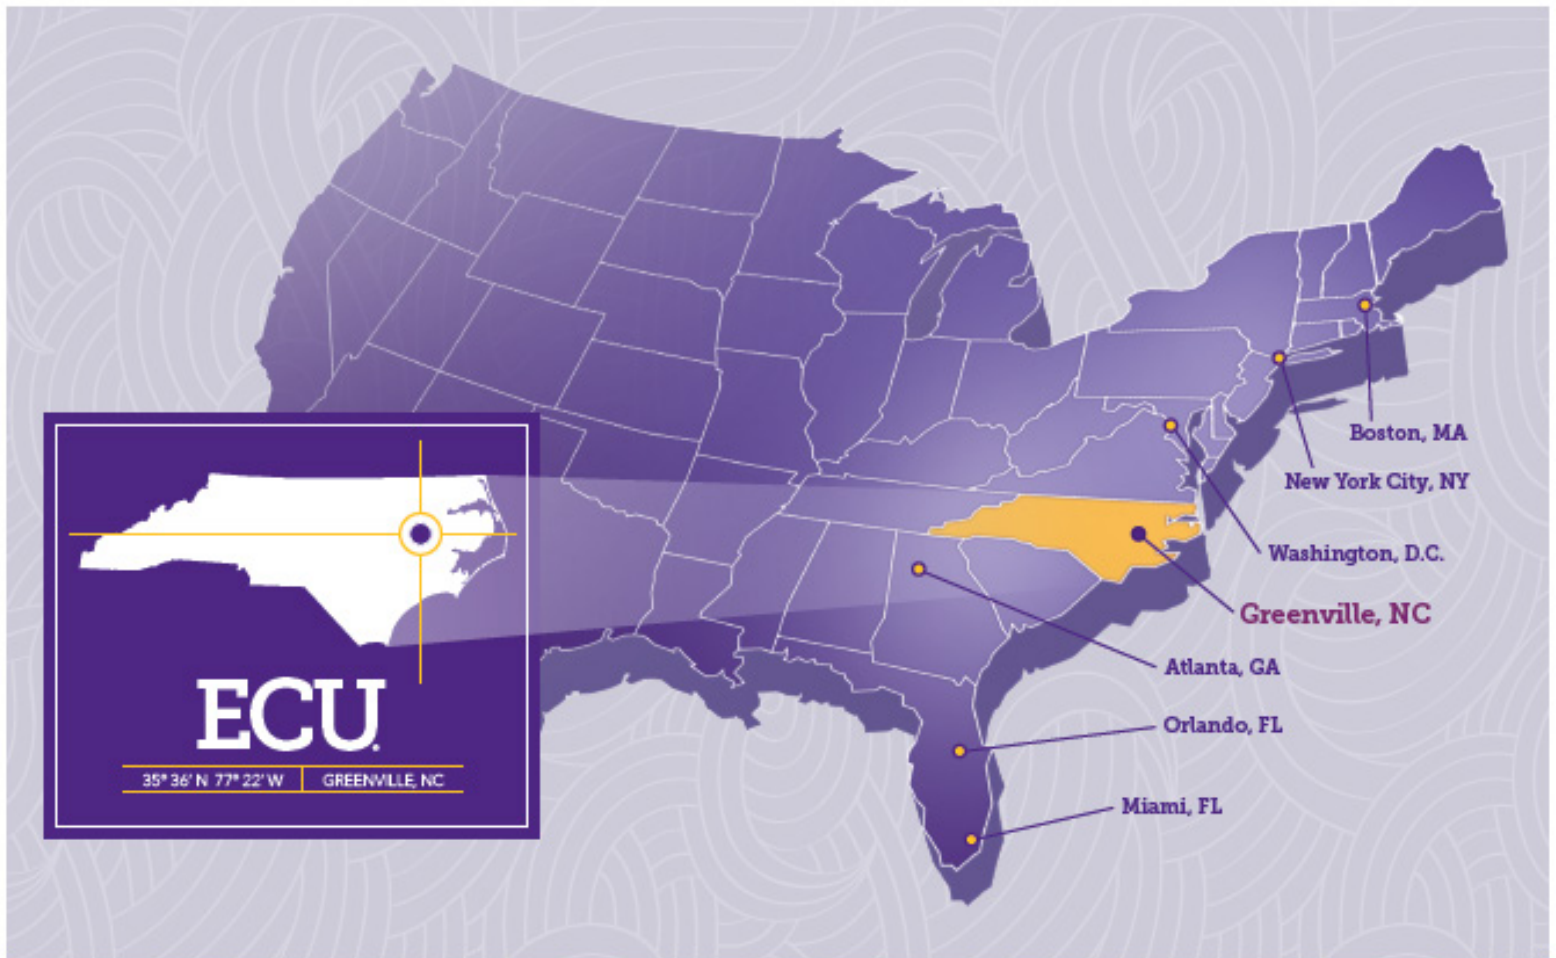 Boston, MA
New York City, NY
Washington, D.C.
Greenville, NC
Atlanta, GA
Orlando, FL
Miami, FL
ECU.
35° 36' N 77° 22' W
GREENVILLE, NC